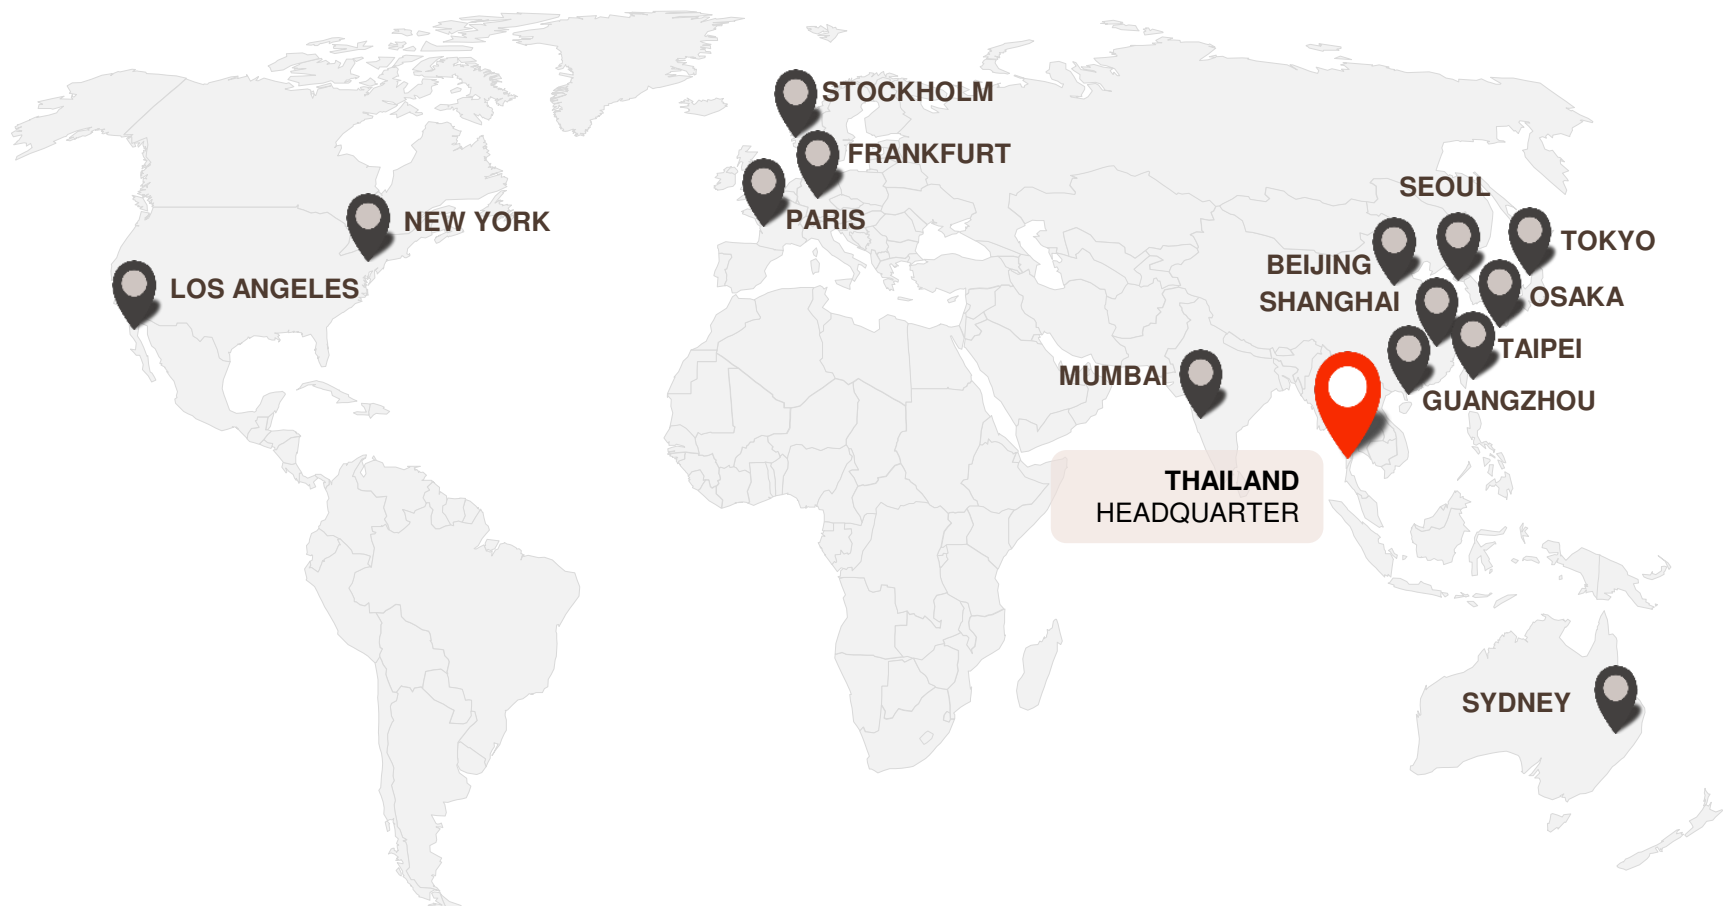 STOCKHOLM
FRANKFURT
SEOUL
PARIS
NEW YORK
TOKYO
BEIJING
LOS ANGELES
SHANGHAI
OSAKA
TAIPEI
MUMBAI
GUANGZHOU
THAILAND
HEADQUARTER
SYDNEY